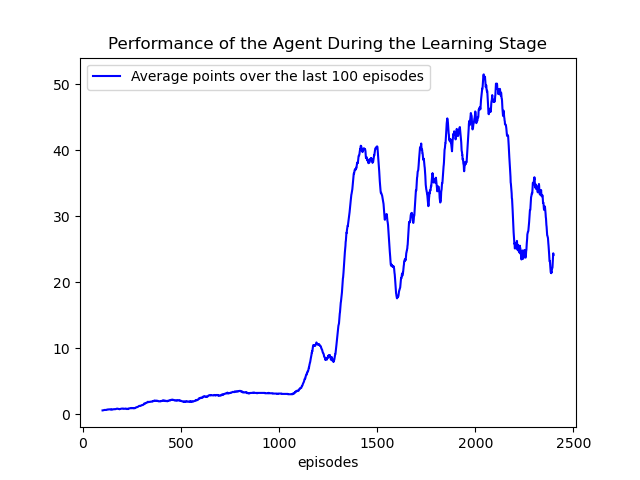 Performance of the Agent During the Learning Stage
Average points over the last 100 episodes
50
40
30
20
10
0
0 500 1000 1500 2000 2500
episodes